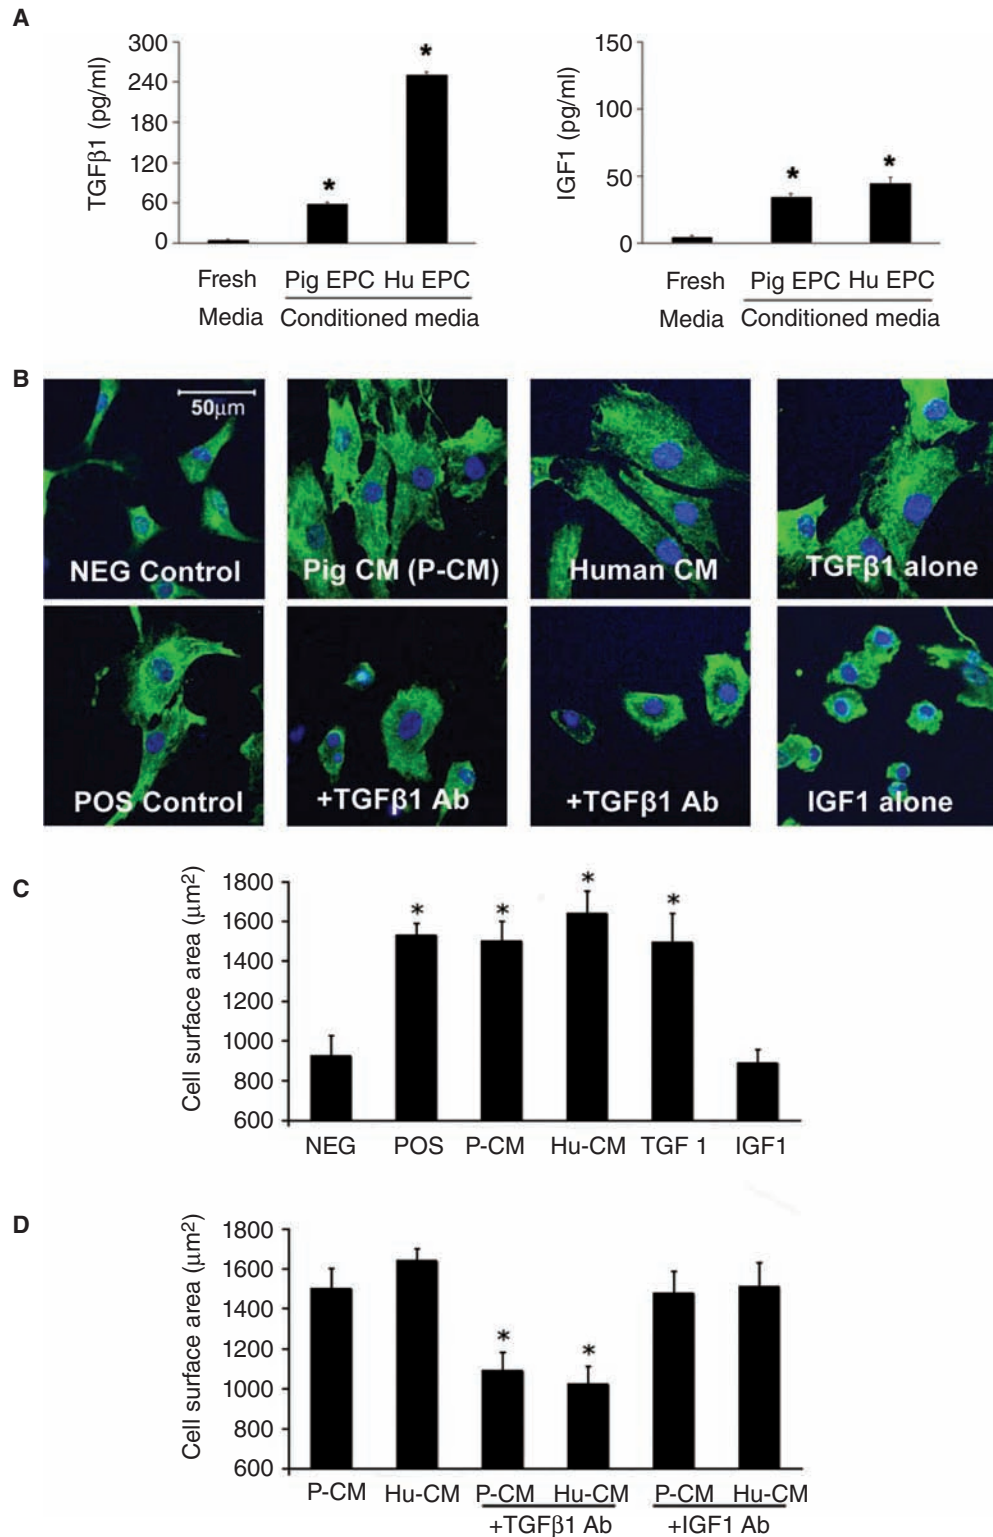 A
TGFβ1 (pg/ml)
300
240
180
120
60
0
*
*
Fresh
Media
Pig EPC Hu EPC
Conditioned media
IGF1 (pg/ml)
150
100
50
0
*
*
Fresh
Media
Pig EPC Hu EPC
Conditioned media
B
50μm
NEG Control
Pig CM (P-CM)
Human CM
TGFβ1 alone
POS Control
+TGFβ1 Ab
+TGFβ1 Ab
IGF1 alone
C
Cell surface area (μm²)
1800
1600
1400
1200
1000
800
600
*
*
*
*
NEG POS P-CM Hu-CM TGF 1 IGF1
D
Cell surface area (μm²)
1800
1600
1400
1200
1000
800
600
*
*
P-CM Hu-CM P-CM Hu-CM P-CM Hu-CM
+TGFβ1 Ab +IGF1 Ab